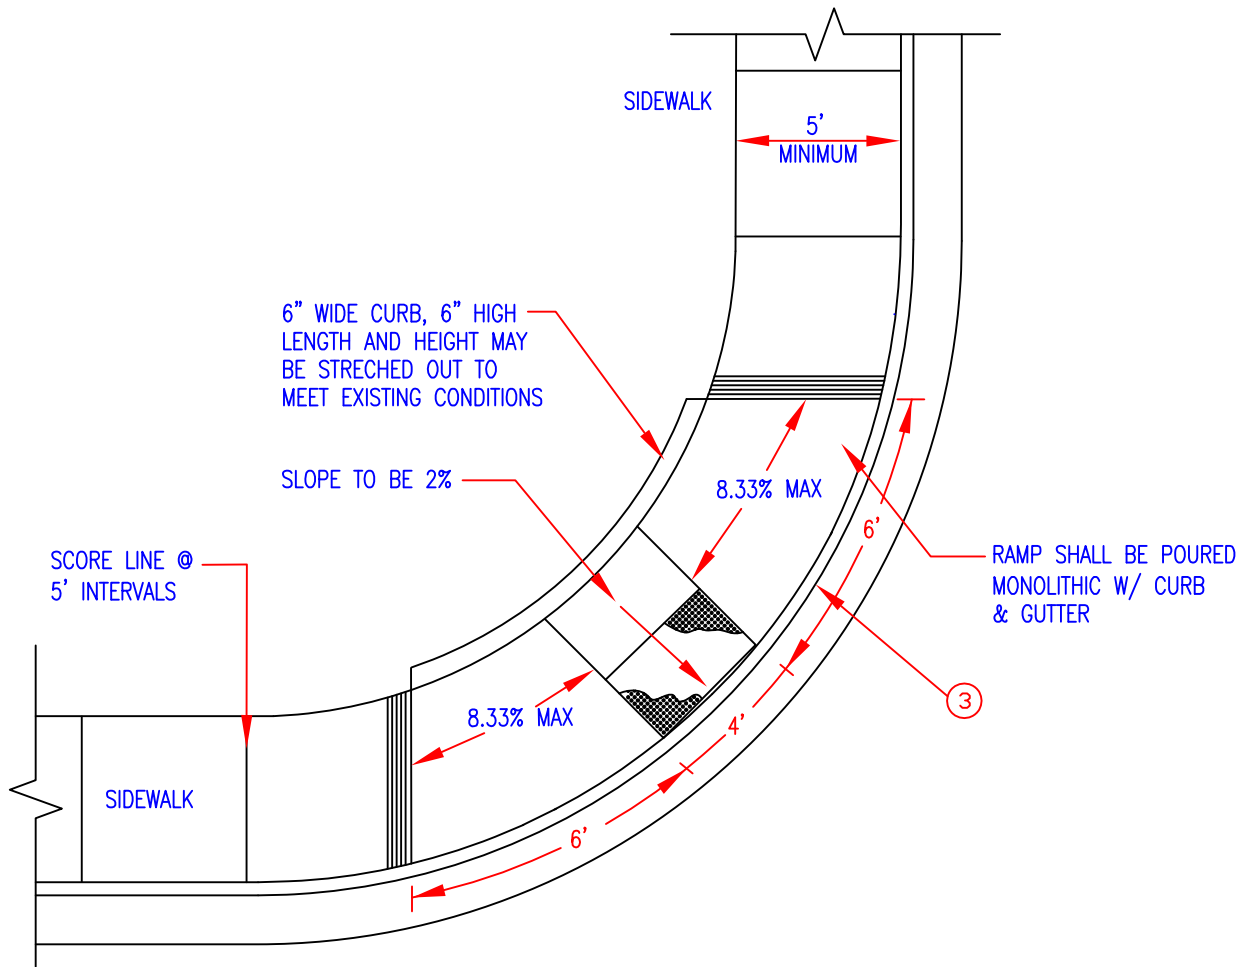 SIDEWALK
5'
MINIMUM
6" WIDE CURB, 6" HIGH
LENGTH AND HEIGHT MAY
BE STRECHED OUT TO
MEET EXISTING CONDITIONS
SLOPE TO BE 2%
8.33% MAX
6'
SCORE LINE @
5' INTERVALS
RAMP SHALL BE POURED
MONOLITHIC W/ CURB
& GUTTER
3
8.33% MAX
4'
SIDEWALK
6'